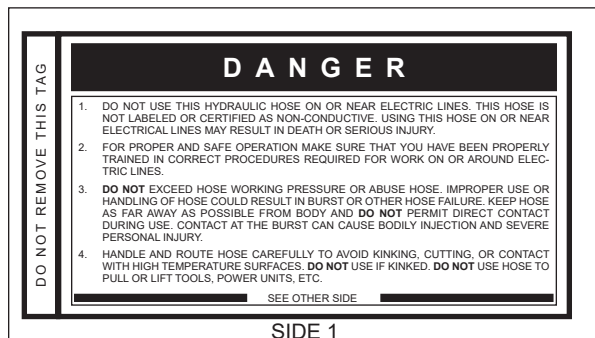 DO NOT REMOVE THIS TAG
DANGER
1. DO NOT USE THIS HYDRAULIC HOSE ON OR NEAR ELECTRIC LINES. THIS HOSE IS
NOT LABELED OR CERTIFIED AS NON-CONDUCTIVE. USING THIS HOSE ON OR NEAR
ELECTRICAL LINES MAY RESULT IN DEATH OR SERIOUS INJURY.
2. FOR PROPER AND SAFE OPERATION MAKE SURE THAT YOU HAVE BEEN PROPERLY
TRAINED IN CORRECT PROCEDURES REQUIRED FOR WORK ON OR AROUND ELEC-
TRIC LINES.
3. DO NOT EXCEED HOSE WORKING PRESSURE OR ABUSE HOSE. IMPROPER USE OR
HANDLING OF HOSE COULD RESULT IN BURST OR OTHER HOSE FAILURE. KEEP HOSE
AS FAR AWAY AS POSSIBLE FROM BODY AND DO NOT PERMIT DIRECT CONTACT
DURING USE. CONTACT AT THE BURST CAN CAUSE BODILY INJECTION AND SEVERE
PERSONAL INJURY.
4. HANDLE AND ROUTE HOSE CAREFULLY TO AVOID KINKING, CUTTING, OR CONTACT
WITH HIGH TEMPERATURE SURFACES. DO NOT USE IF KINKED. DO NOT USE HOSE TO
PULL OR LIFT TOOLS, POWER UNITS, ETC.
SEE OTHER SIDE
SIDE 1